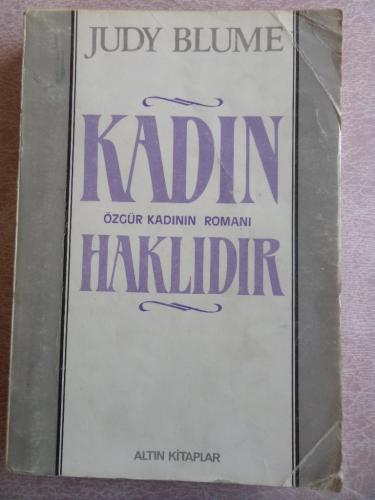 JUDY BLUME
KADIN
ÖZGÜR KADININ ROMANI
HAKLIDIR
ALTIN KİTAPLAR